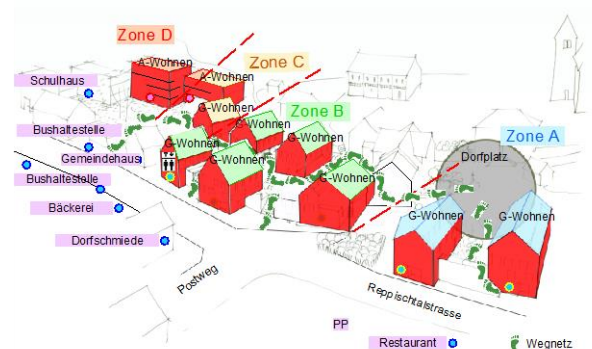 Zone D
A-Wohnen
Zone C
Schulhaus
A-Wohnen
Zone B
G-Wohnen
Bushaltestelle
G-Wohnen
G-Wohnen
Zone A
G-Wohnen
Gemeindehaus
G-Wohnen
Dorfplatz
Bushaltestelle
G-Wohnen
Bäckerei
G-Wohnen
G-Wohnen
Dorfschmiede
Postweg
Reppischtalstrasse
PP
Restaurant
Wegnetz